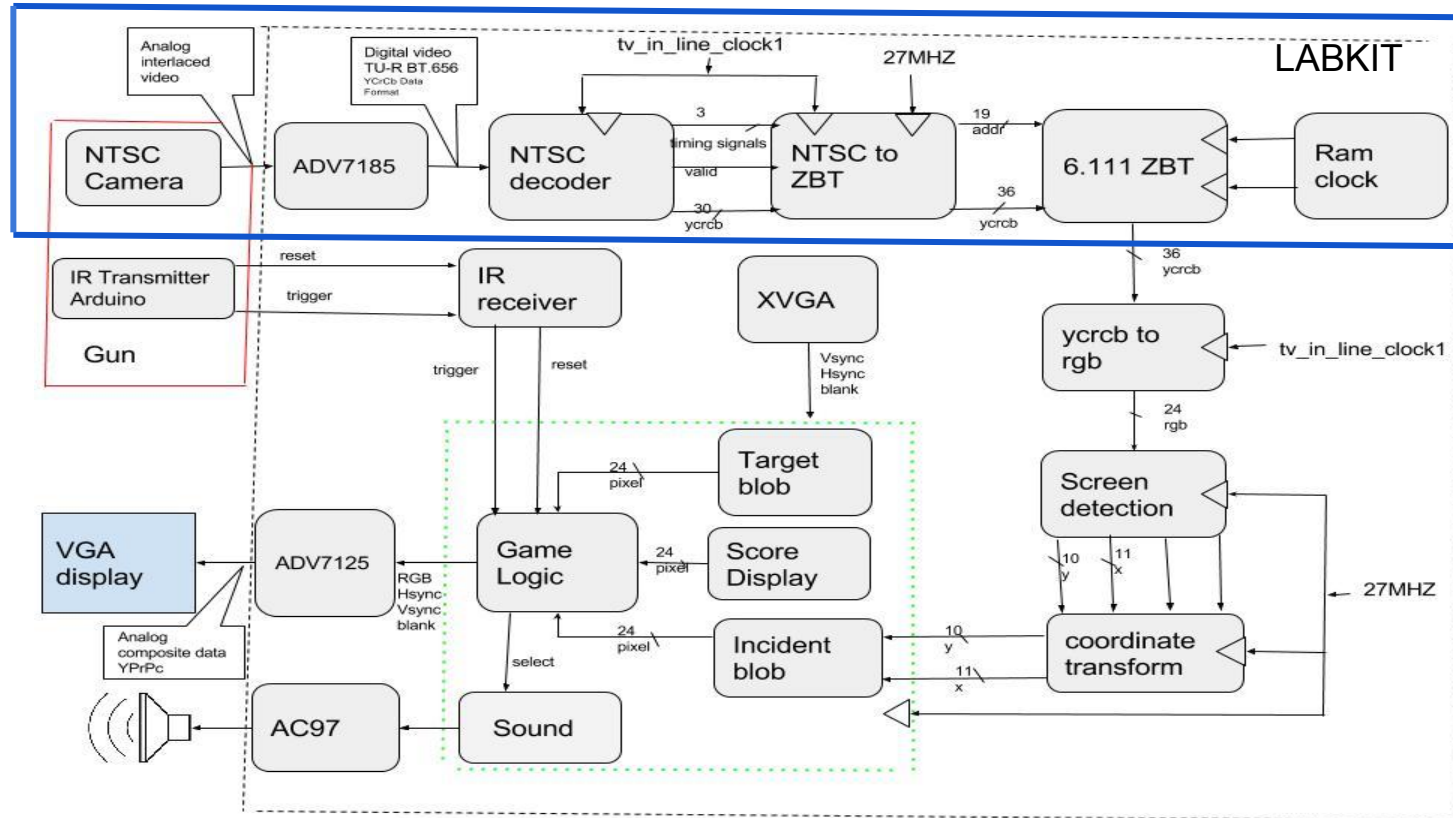 Analog
interlaced
video
Digital video
TU-R BT.656
YCrCb Data
Format
tv_in_line_clock1
27MHZ
LABKIT
NTSC
Camera
ADV7185
NTSC
decoder
3
timing signals
valid
30
ycrcb
NTSC to
ZBT
19
addr
36
ycrcb
6.111 ZBT
Ram
clock
36
ycrcb
IR Transmitter
Arduino
Gun
reset
trigger
IR
receiver
XVGA
ycrcb to
rgb
tv_in_line_clock1
trigger
reset
Vsync
Hsync
blank
24
rgb
Target
blob
24
pixel
Screen
detection
VGA
display
ADV7125
RGB
Hsync
Vsync
blank
Game
Logic
24
pixel
Score
Display
10
y
11
x
27MHZ
Analog
composite data
YPrPc
select
24
pixel
Incident
blob
10
y
11
x
coordinate
transform
AC97
Sound